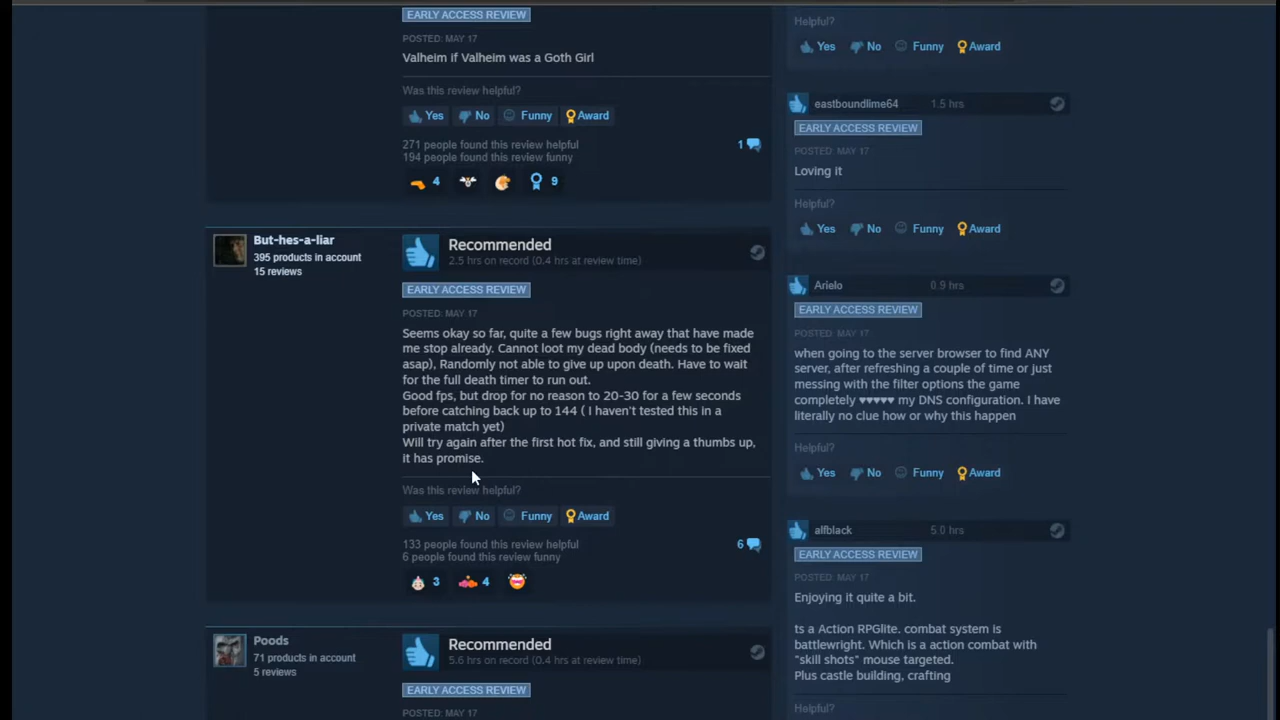 EARLY ACCESS REVIEW
POSTED: MAY 17
Valheim if Valheim was a Goth Girl
Was this review helpful?
Yes No Funny Award
271 people found this review helpful
194 people found this review funny
1
4 9
But-hes-a-liar
395 products in account
15 reviews
Recommended
2.5 hrs on record (0.4 hrs at review time)
EARLY ACCESS REVIEW
POSTED: MAY 17
Seems okay so far, quite a few bugs right away that have made
me stop already. Cannot loot my dead body (needs to be fixed
asap), Randomly not able to give up upon death. Have to wait
for the full death timer to run out.
Good fps, but drop for no reason to 20-30 for a few seconds
before catching back up to 144 ( I haven't tested this in a
private match yet)
Will try again after the first hot fix, and still giving a thumbs up,
it has promise.
Was this review helpful?
Yes No Funny Award
133 people found this review helpful
6 people found this review funny
6
3 4
Poods
71 products in account
5 reviews
Recommended
5.6 hrs on record (0.4 hrs at review time)
EARLY ACCESS REVIEW
POSTED: MAY 17
Helpful?
Yes No Funny Award
eastboundlime64 1.5 hrs
EARLY ACCESS REVIEW
POSTED: MAY 17
Loving it
Helpful?
Yes No Funny Award
Arielo 0.9 hrs
EARLY ACCESS REVIEW
POSTED: MAY 17
when going to the server browser to find ANY
server, after refreshing a couple of time or just
messing with the filter options the game
completely ♥♥♥♥♥ my DNS configuration. I have
literally no clue how or why this happen
Helpful?
Yes No Funny Award
alfblack 5.0 hrs
EARLY ACCESS REVIEW
POSTED: MAY 17
Enjoying it quite a bit.
ts a Action RPGlite. combat system is
battlewright. Which is a action combat with
"skill shots" mouse targeted.
Plus castle building, crafting
Helpful?